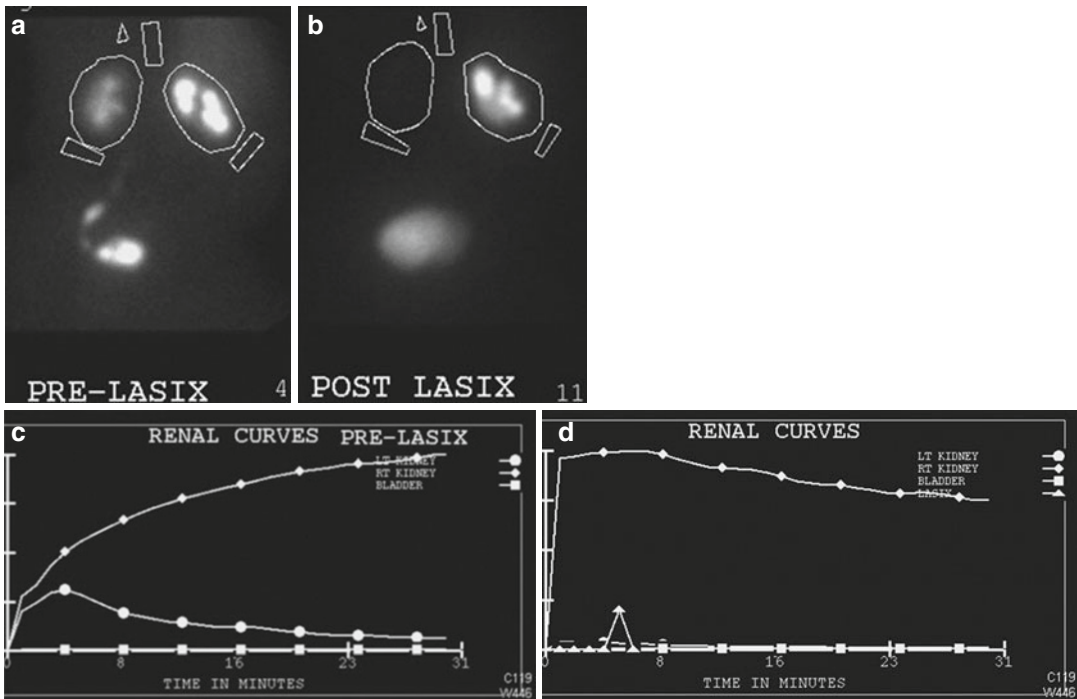 a
b
PRE-LASIX 4
POST LASIX 11
c
RENAL CURVES PRE-LASIX
LT KIDNEY
RT KIDNEY
BLADDER
0 8 16 23 31
TIME IN MINUTES
C119
W446
d
RENAL CURVES
LT KIDNEY
RT KIDNEY
BLADDER
LASIX
0 8 16 23 31
TIME IN MINUTES
C119
W446